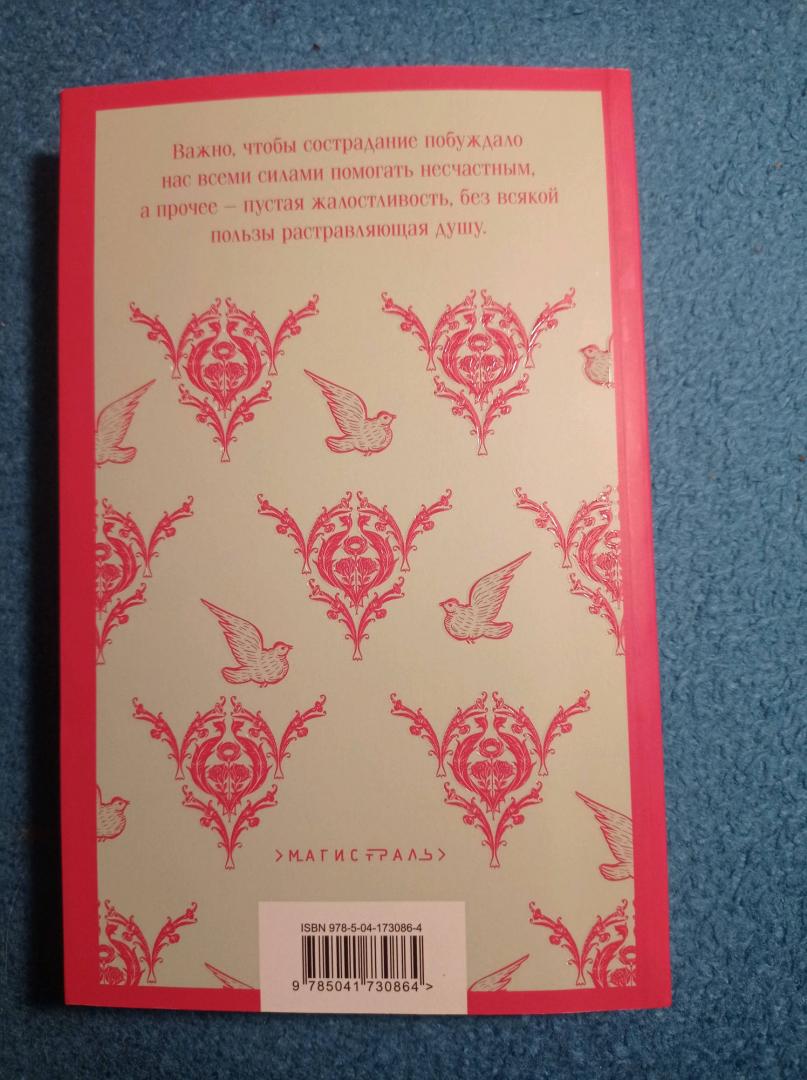 Важно, чтобы сострадание побуждало
нас всеми силами помогать несчастным,
а прочее – пустая жалостливость, без всякой
пользы растравляющая душу.
>МАГИСТРАЛЬ>
ISBN 978-5-04-173086-4
9 785041 730864 >